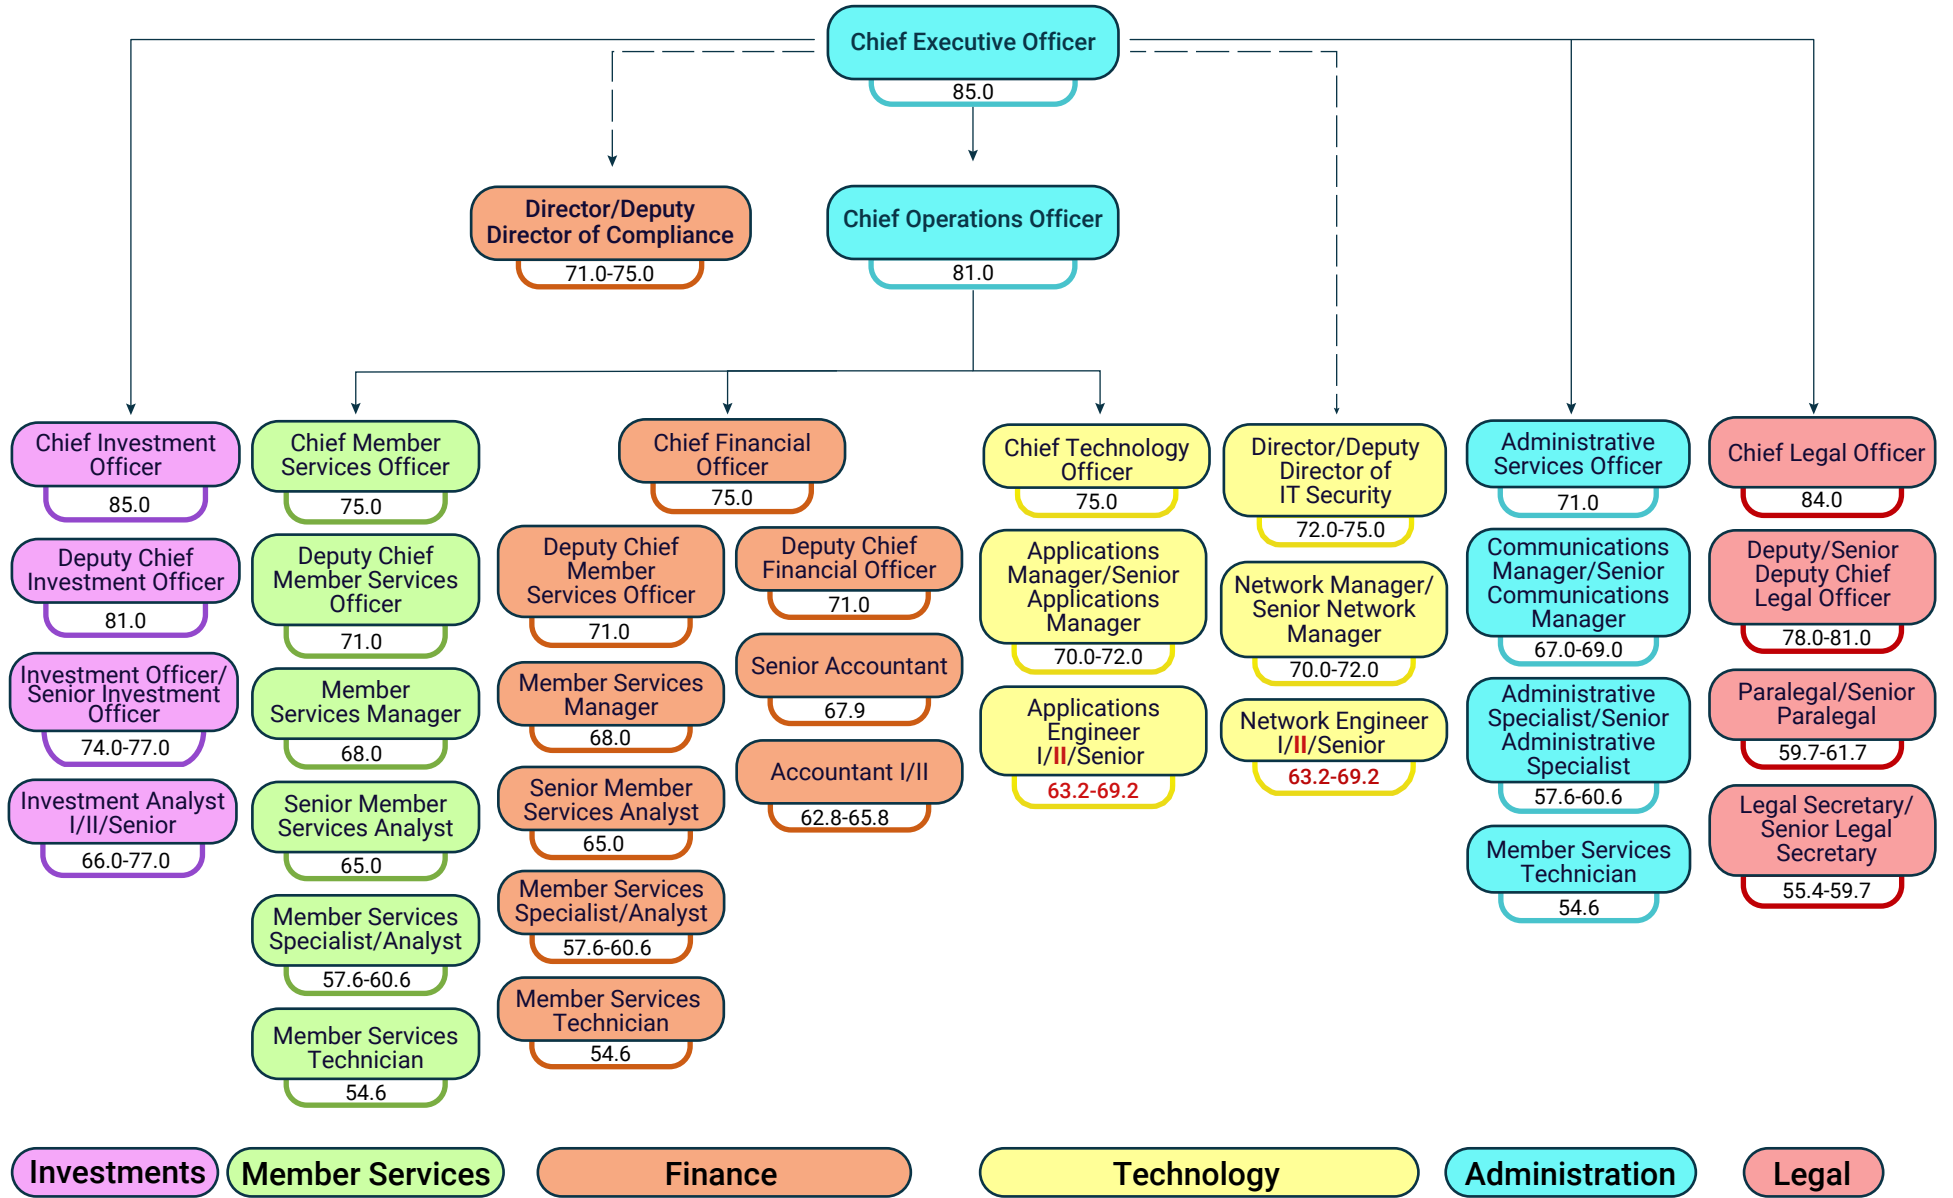 Chief Executive Officer
85.0
Director/Deputy
Director of Compliance
71.0-75.0
Chief Operations Officer
81.0
Chief Investment
Officer
85.0
Deputy Chief
Investment Officer
81.0
Investment Officer/
Senior Investment
Officer
74.0-77.0
Investment Analyst
I/II/Senior
66.0-77.0
Chief Member
Services Officer
75.0
Deputy Chief
Member Services
Officer
71.0
Member
Services Manager
68.0
Senior Member
Services Analyst
65.0
Member Services
Specialist/Analyst
57.6-60.6
Member Services
Technician
54.6
Chief Financial
Officer
75.0
Deputy Chief
Member
Services Officer
71.0
Member Services
Manager
68.0
Senior Member
Services Analyst
65.0
Member Services
Specialist/Analyst
57.6-60.6
Member Services
Technician
54.6
Deputy Chief
Financial Officer
71.0
Senior Accountant
67.9
Accountant I/II
62.8-65.8
Chief Technology
Officer
75.0
Applications
Manager/Senior
Applications
Manager
70.0-72.0
Applications
Engineer
I/II/Senior
63.2-69.2
Director/Deputy
Director of
IT Security
72.0-75.0
Network Manager/
Senior Network
Manager
70.0-72.0
Network Engineer
I/II/Senior
63.2-69.2
Administrative
Services Officer
71.0
Communications
Manager/Senior
Communications
Manager
67.0-69.0
Administrative
Specialist/Senior
Administrative
Specialist
57.6-60.6
Member Services
Technician
54.6
Chief Legal Officer
84.0
Deputy/Senior
Deputy Chief
Legal Officer
78.0-81.0
Paralegal/Senior
Paralegal
59.7-61.7
Legal Secretary/
Senior Legal
Secretary
55.4-59.7
Investments
Member Services
Finance
Technology
Administration
Legal